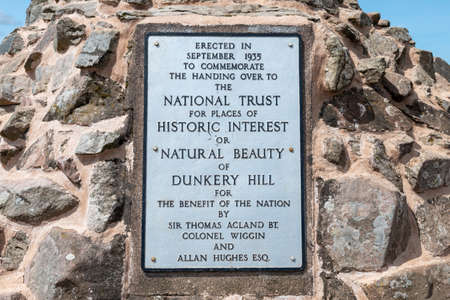 ERECTED IN
SEPTEMBER 1935
TO COMMEMORATE
THE HANDING OVER TO
THE
NATIONAL TRUST
FOR PLACES OF
HISTORIC INTEREST
OR
NATURAL BEAUTY
OF
DUNKERY HILL
FOR
THE BENEFIT OF THE NATION
BY
SIR THOMAS ACLAND BT.
COLONEL WIGGIN
AND
ALLAN HUGHES ESQ.